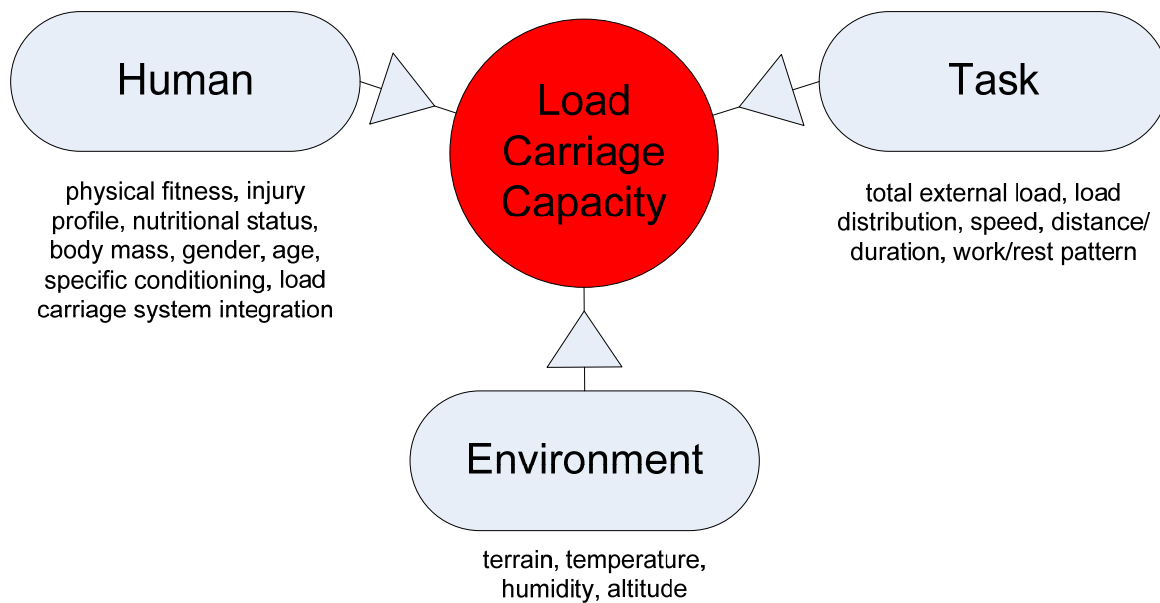 Human
physical fitness, injury
profile, nutritional status,
body mass, gender, age,
specific conditioning, load
carriage system integration
Load
Carriage
Capacity
Task
total external load, load
distribution, speed, distance/
duration, work/rest pattern
Environment
terrain, temperature,
humidity, altitude